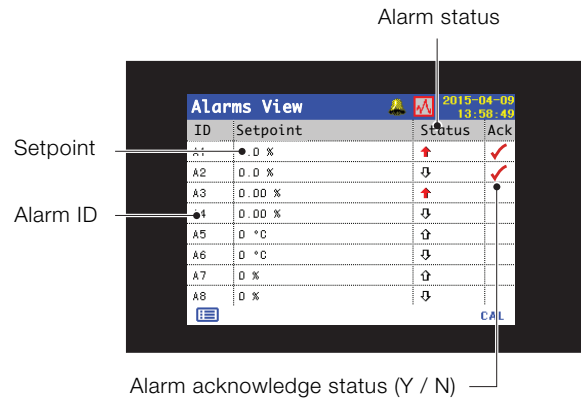 Alarm status
Alarms View 2015-04-09
13:58:49
ID Setpoint Status Ack
Setpoint
A1 .0 %
A2 0.0 %
A3 0.00 %
Alarm ID
4 0.00 %
A5 0 °C
A6 0 °C
A7 0 %
A8 0 %
CAL
Alarm acknowledge status (Y / N)